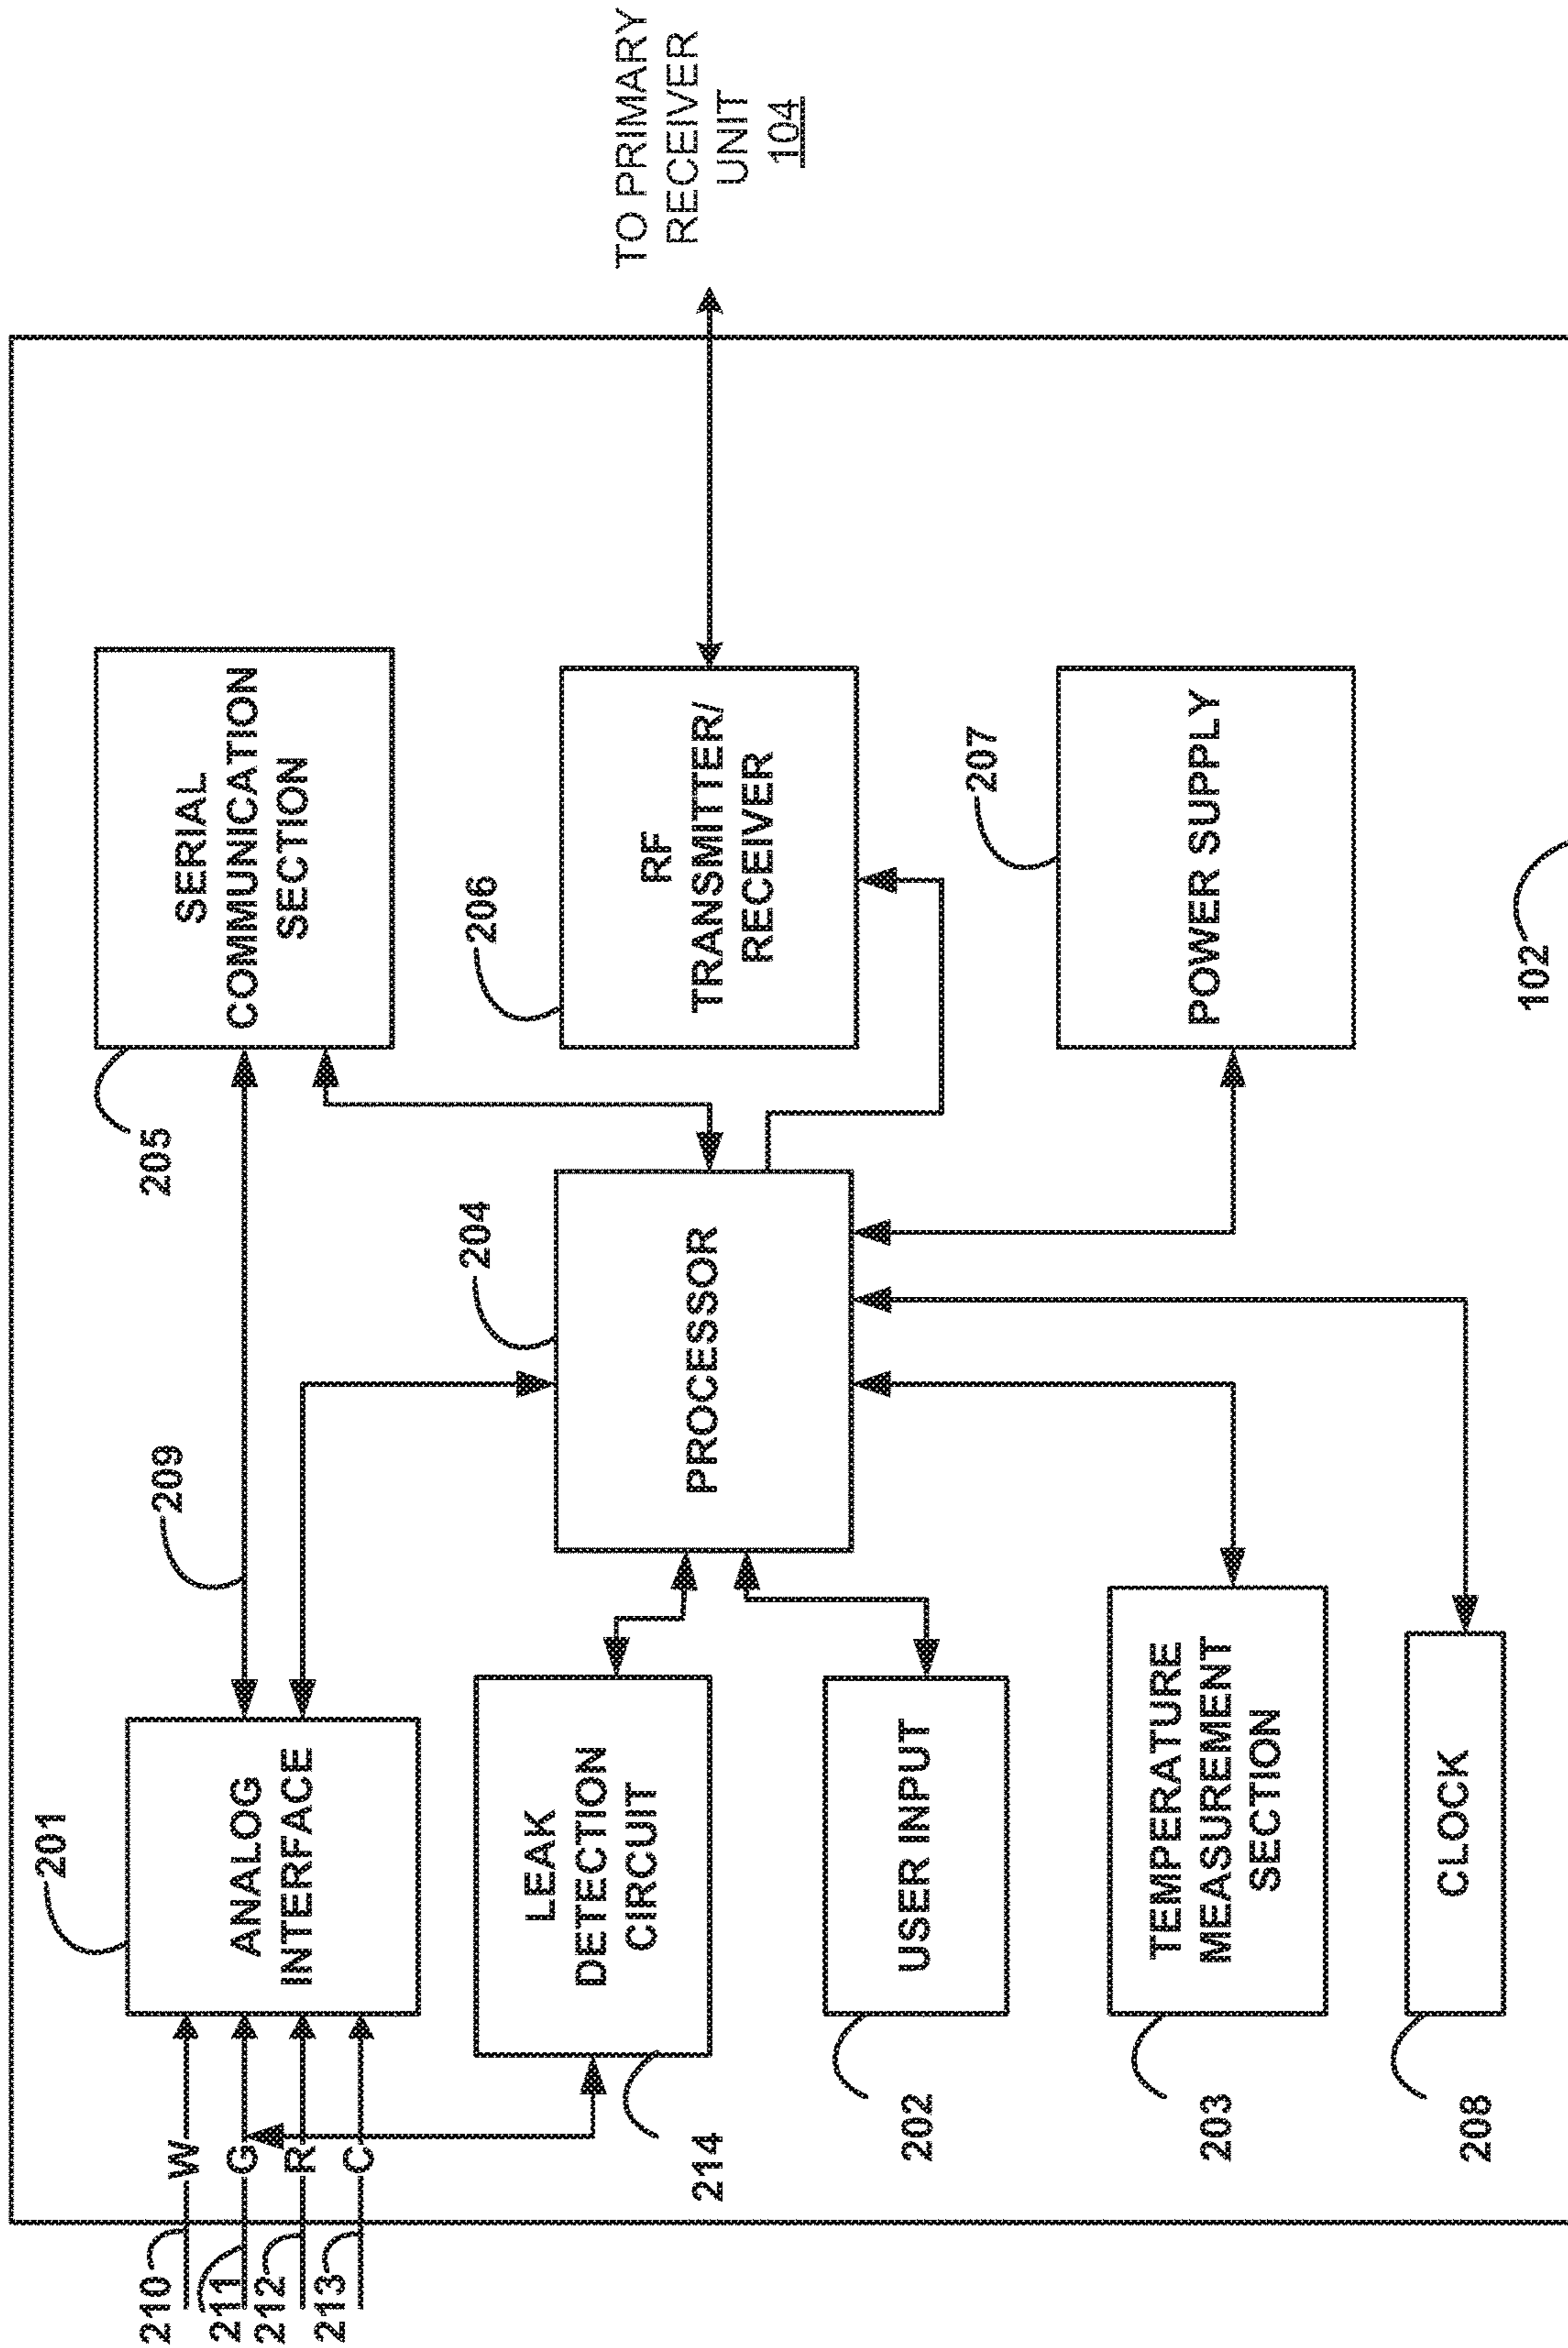 210
W
211
G
212
R
213
C
201
ANALOG
INTERFACE
209
205
SERIAL
COMMUNICATION
SECTION
214
LEAK
DETECTION
CIRCUIT
204
PROCESSOR
206
RF
TRANSMITTER/
RECEIVER
TO PRIMARY
RECEIVER
UNIT
104
202
USER INPUT
207
POWER SUPPLY
203
TEMPERATURE
MEASUREMENT
SECTION
208
CLOCK
102